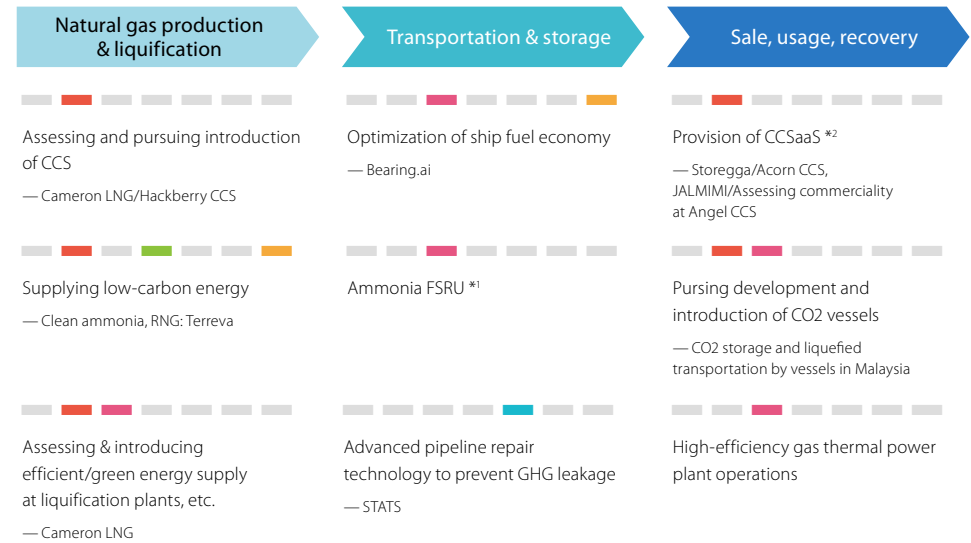 Natural gas production
& liquification
Transportation & storage
Sale, usage, recovery
Assessing and pursuing introduction
of CCS
— Cameron LNG/Hackberry CCS
Optimization of ship fuel economy
— Bearing.ai
Provision of CCSaaS *2
— Storegga/Acorn CCS,
JALMIMI/Assessing commerciality
at Angel CCS
Supplying low-carbon energy
— Clean ammonia, RNG: Terreva
Ammonia FSRU *1
Pursing development and
introduction of CO2 vessels
— CO2 storage and liquefied
transportation by vessels in Malaysia
Assessing & introducing
efficient/green energy supply
at liquification plants, etc.
— Cameron LNG
Advanced pipeline repair
technology to prevent GHG leakage
— STATS
High-efficiency gas thermal power
plant operations